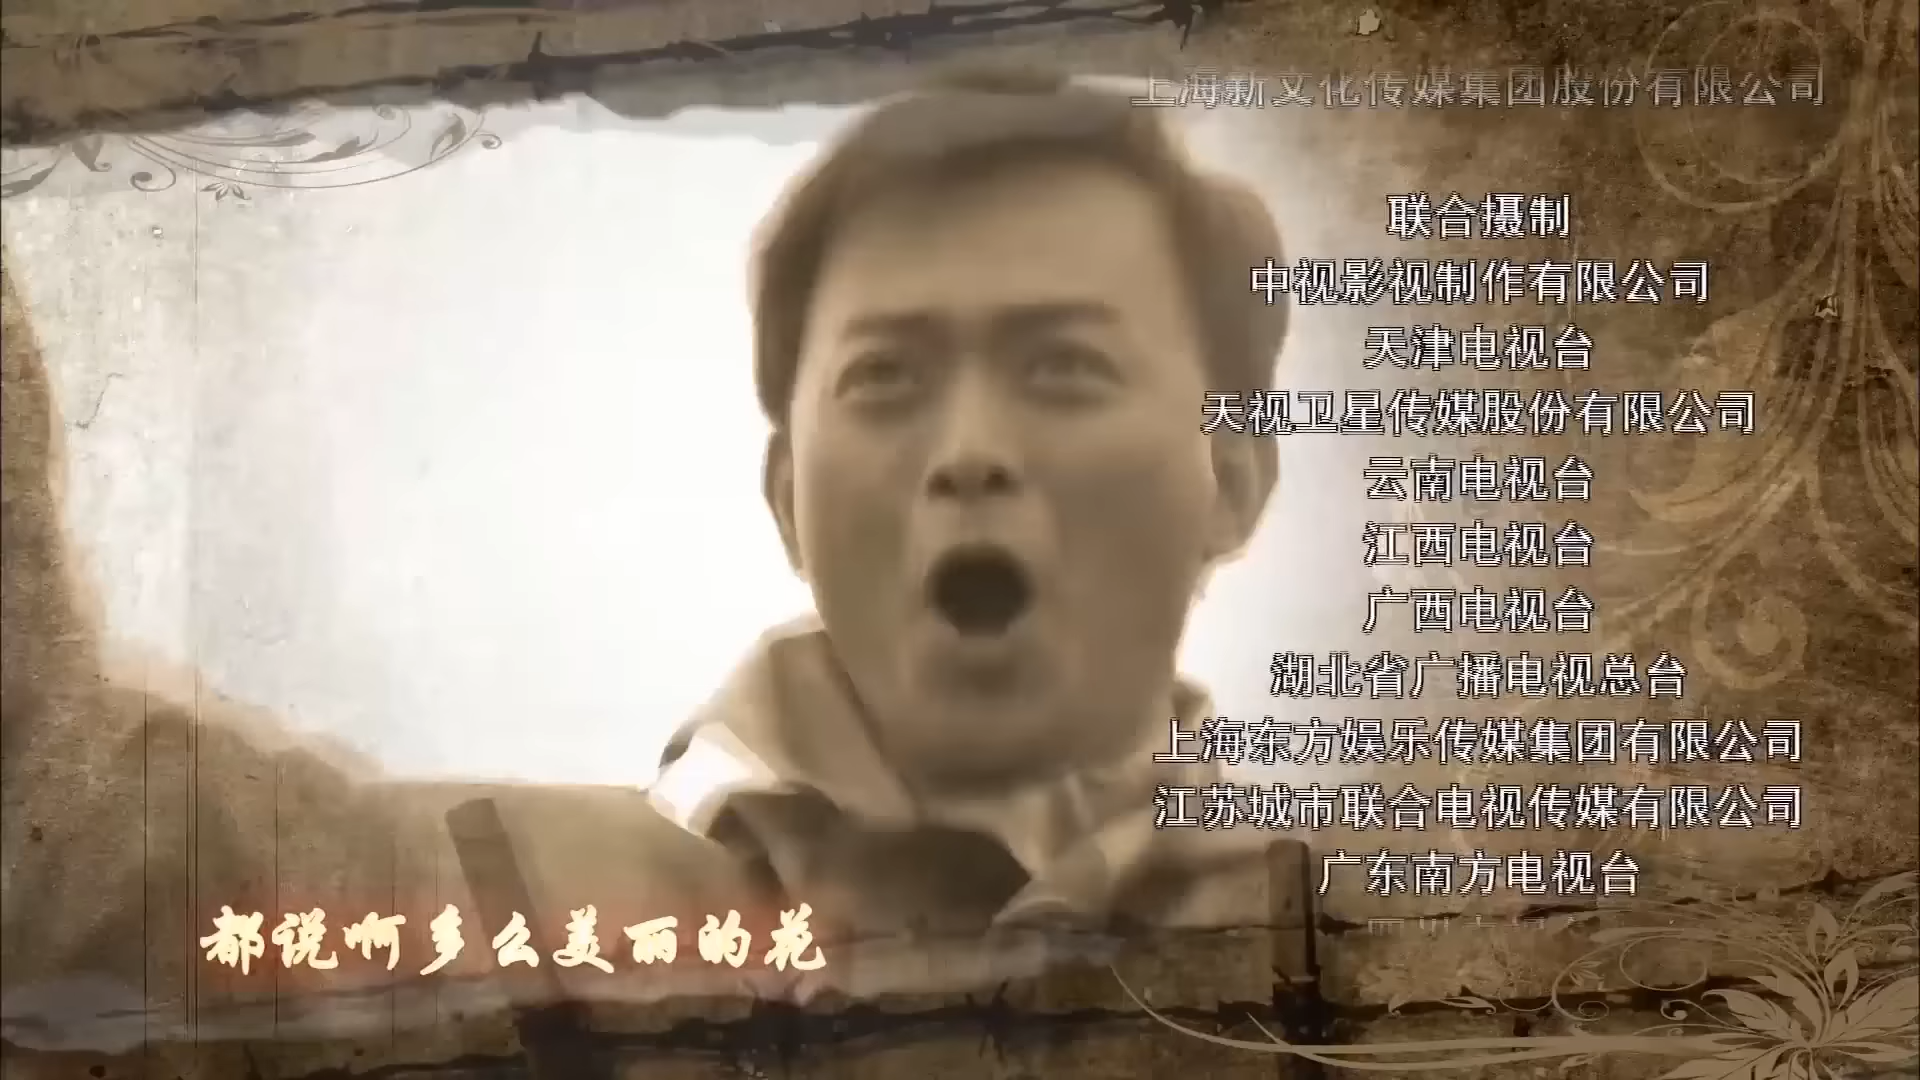 上海新文化传媒集团股份有限公司
联合摄制
中视影视制作有限公司
天津电视台
天视卫星传媒股份有限公司
云南电视台
江西电视台
广西电视台
湖北省广播电视总台
上海东方娱乐传媒集团有限公司
江苏城市联合电视传媒有限公司
广东南方电视台
都说啊多么美丽的花